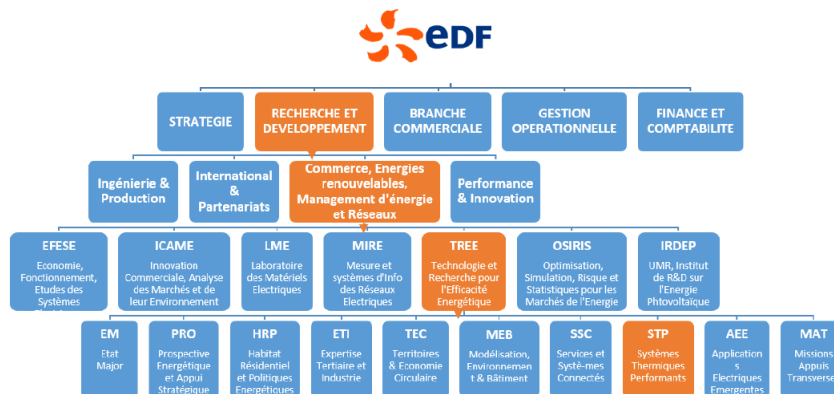 eDF
STRATEGIE
RECHERCHE ET
DEVELOPPEMENT
BRANCHE
COMMERCIALE
GESTION
OPERATIONNELLE
FINANCE ET
COMPTABILITE
Ingénierie &
Production
International
&
Partenariats
Commerce, Energies
renouvelables,
Management d'énergie
et Réseaux
Performance
& Innovation
EFESE
Economie,
Fonctionnement,
Etudes des
Systèmes
ICAME
Innovation
Commerciale, Analyse
des Marchés et de
leur Environnement
LME
Laboratoire
des Matériels
Electriques
MIRE
Mesure et
systèmes d'Info
des Réseaux
Electriques
TREE
Technologie et
Recherche pour
l'Efficacité
Energétique
OSIRIS
Optimisation,
Simulation, Risque et
Statistiques pour les
Marchés de l'Energie
IRDEP
UMR, Institut
de R&D sur
l'Energie
Phtovoltaïque
EM
Etat
Major
PRO
Prospective
Energétique
et Appui
Stratégique
HRP
Habitat
Résidentiel
et Politiques
Energétiques
ETI
Expertise
Tertiaire et
Industrie
TEC
Territoires
& Economie
Circulaire
MEB
Modélisation,
Environnemen
t & Bâtiment
SSC
Services et
Systè-mes
Connectés
STP
Systèmes
Thermiques
Performants
AEE
Application
s
Electriques
Emergentes
MAT
Missions
Appuis
Transverse